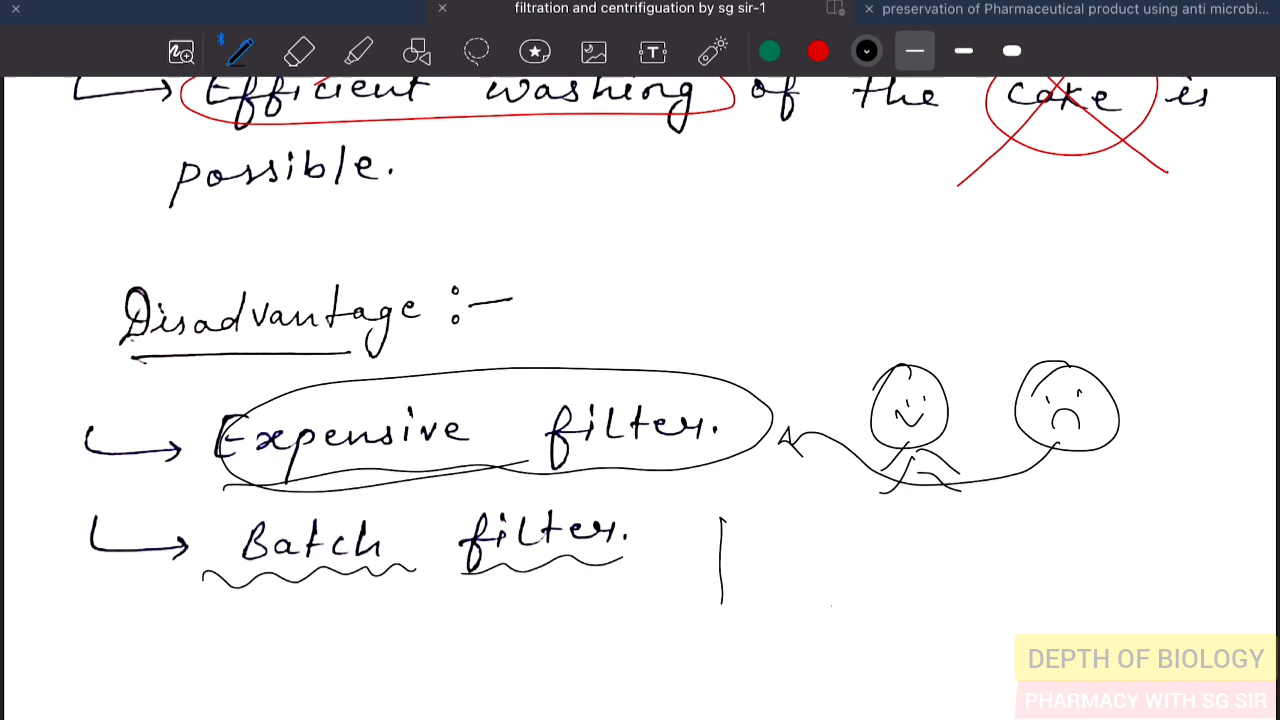 filtration and centrifiguation by sg sir-1
preservation of Pharmaceutical product using anti microbi...
Efficient washing of the cake is
possible.
Disadvantage :-
Expensive filter.
Batch filter.
DEPTH OF BIOLOGY
PHARMACY WITH SG SIR